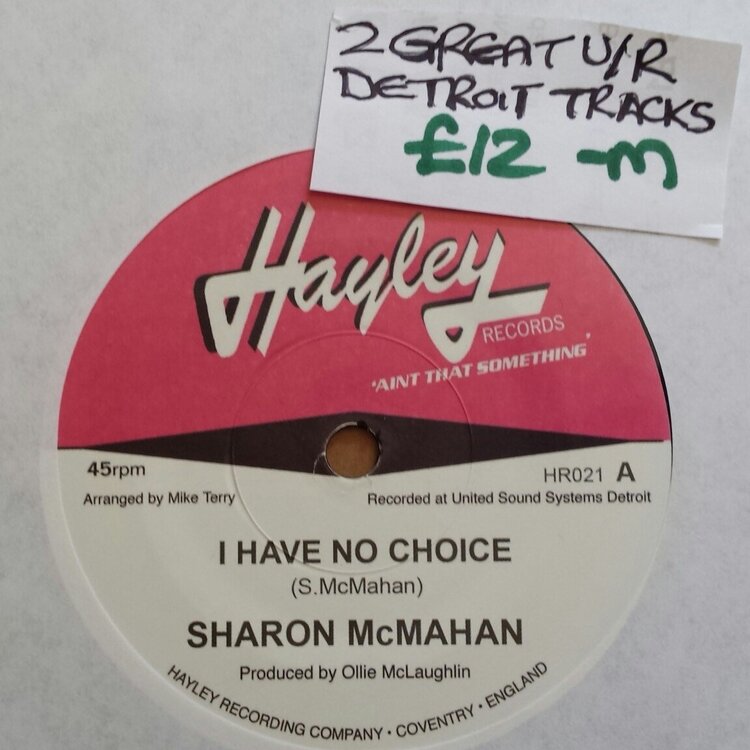 2 GREAT U/R
DETROIT TRACKS
£12 -M
Hayley
RECORDS
'AINT THAT SOMETHING'
45rpm
HR021 A
Arranged by Mike Terry
Recorded at United Sound Systems Detroit
I HAVE NO CHOICE
(S.McMahan)
SHARON McMAHAN
Produced by Ollie McLaughlin
HAYLEY RECORDING COMPANY • COVENTRY • ENGLAND